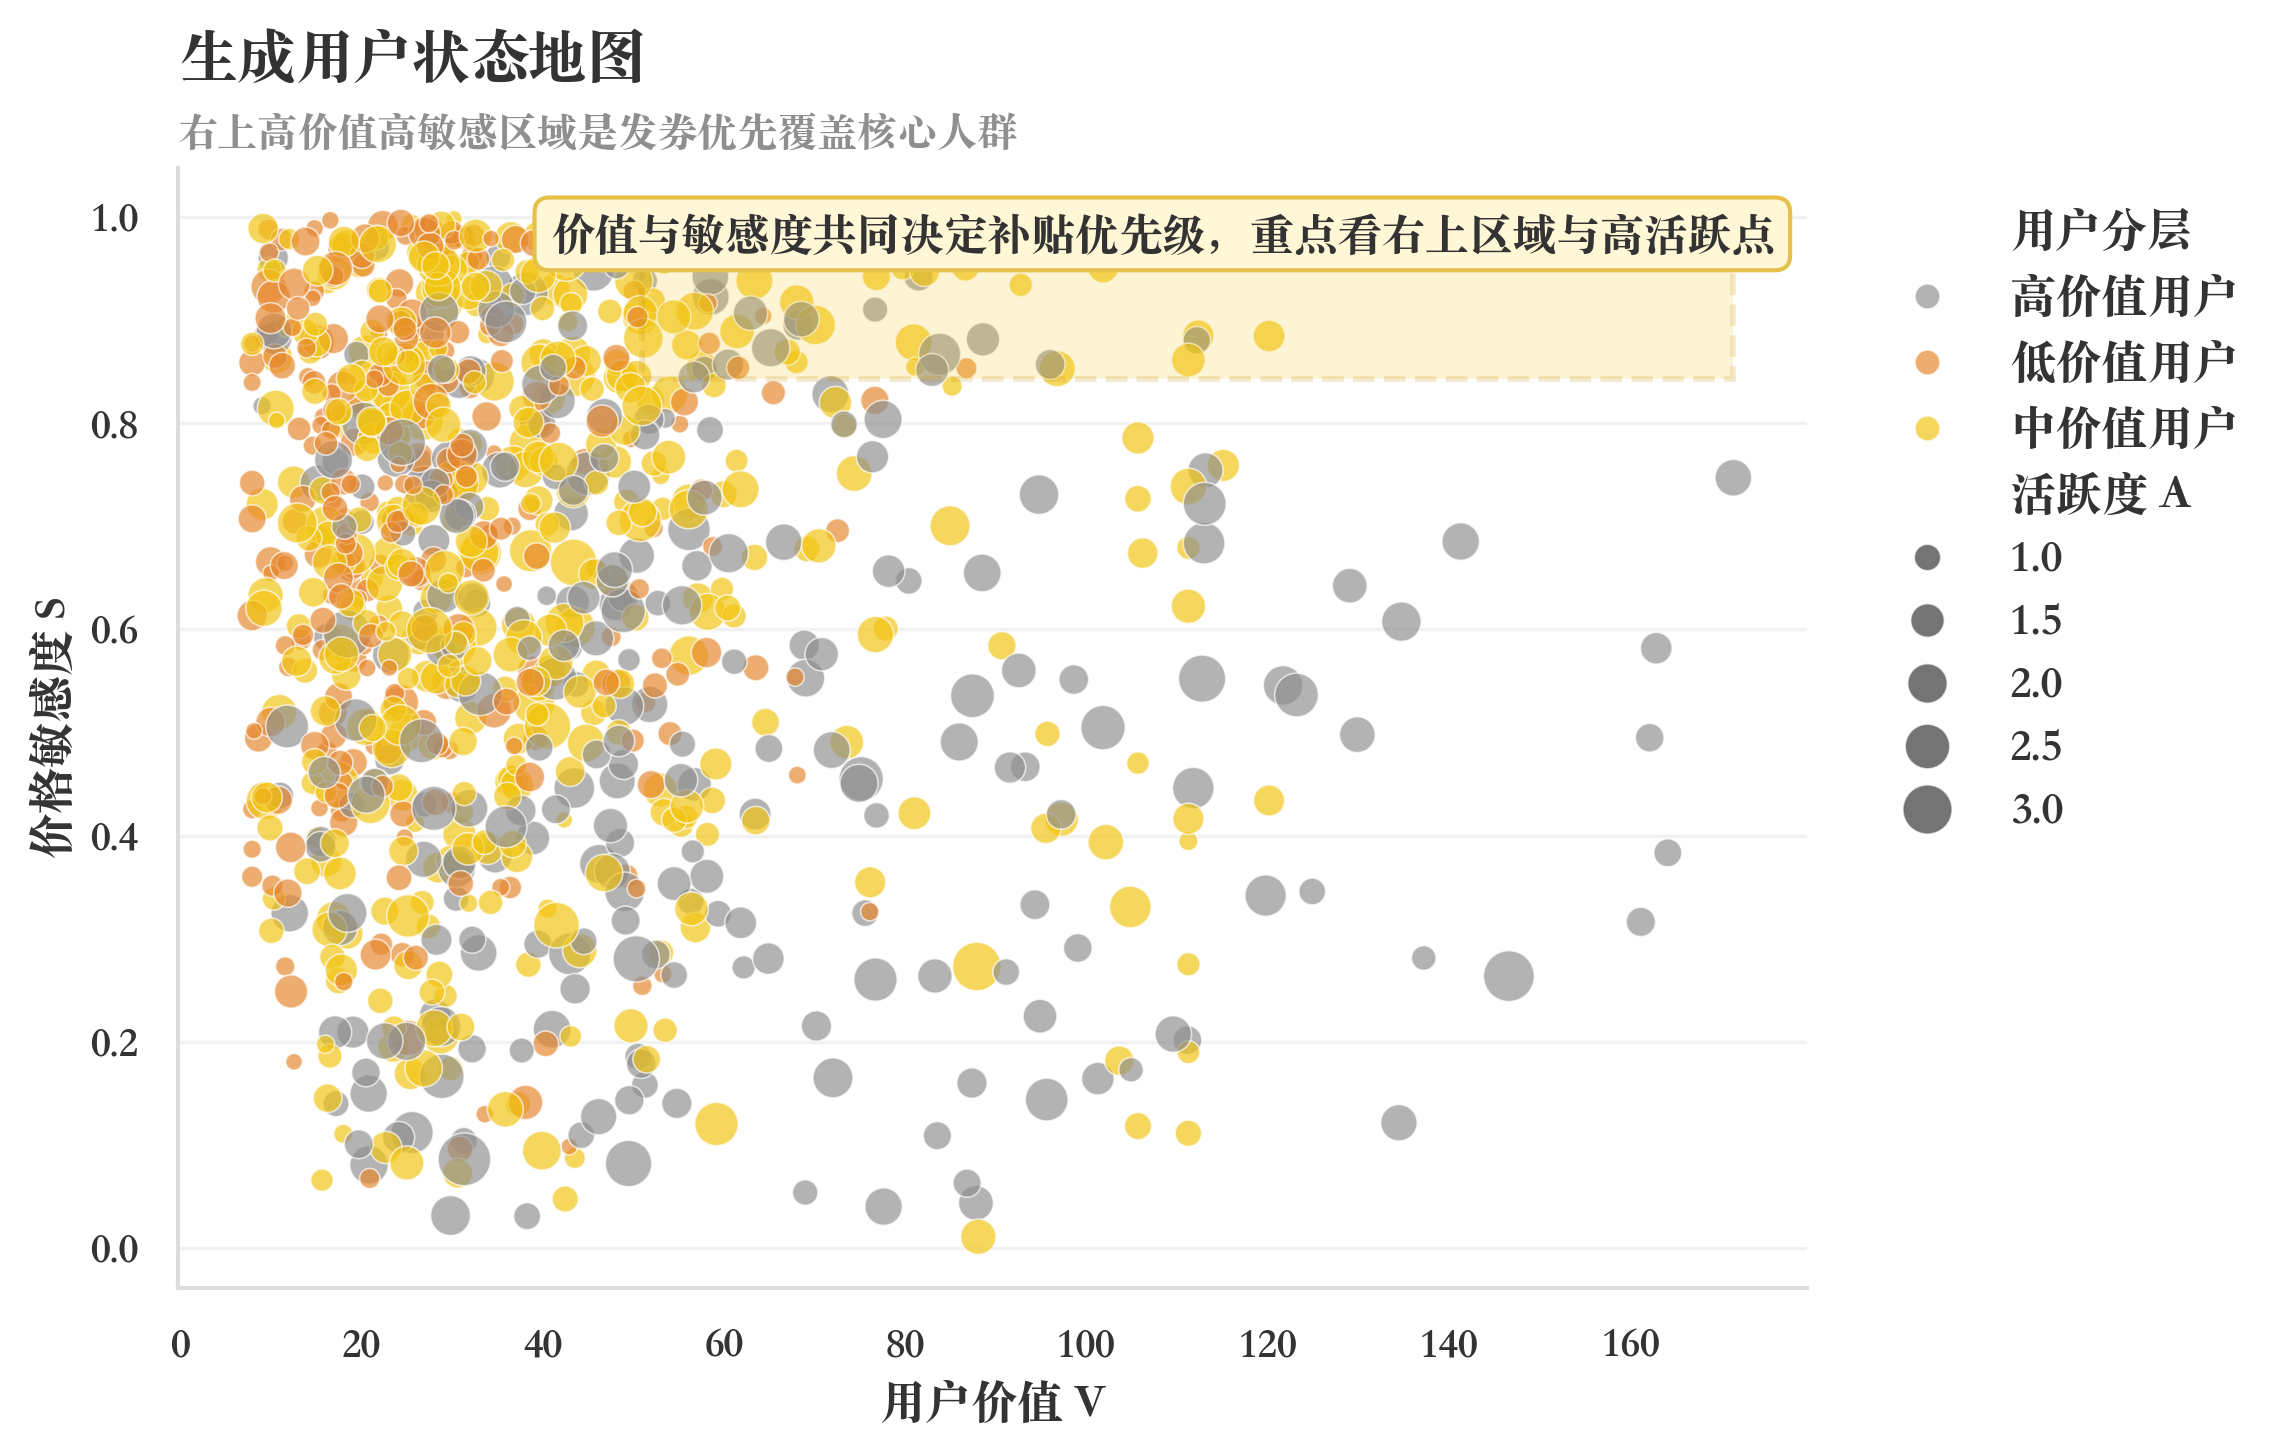 生成用户状态地图
右上高价值高敏感区域是发券优先覆盖核心人群
价值与敏感度共同决定补贴优先级，重点看右上区域与高活跃点
1.0
0.8
0.6
0.4
0.2
0.0
价格敏感度 S
0 20 40 60 80 100 120 140 160
用户价值 V
用户分层
高价值用户
低价值用户
中价值用户
活跃度 A
1.0
1.5
2.0
2.5
3.0